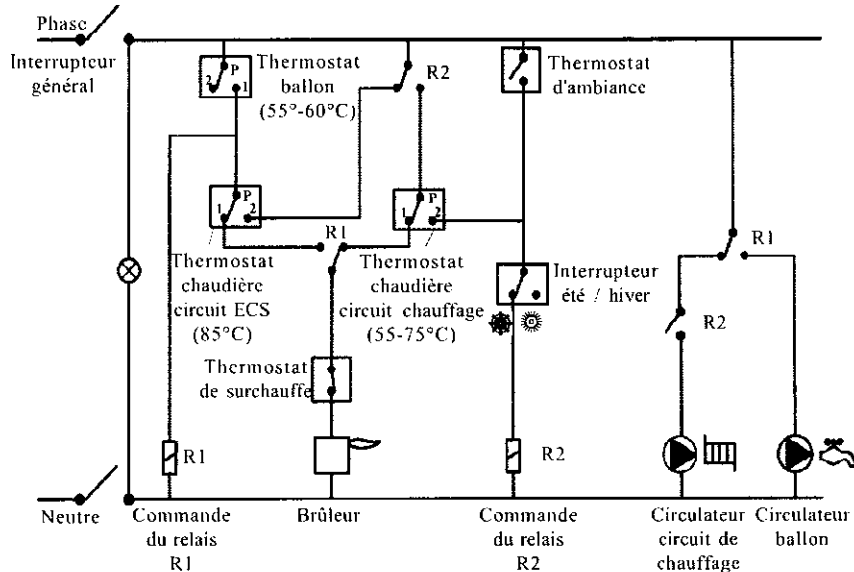 Phase
Interrupteur
général
P
2
1
Thermostat
ballon
(55°-60°C)
R2
Thermostat
d'ambiance
P
1
2
P
1
2
R1
R1
Thermostat
chaudière
circuit ECS
(85°C)
Thermostat
chaudière
circuit chauffage
(55-75°C)
Interrupteur
été / hiver
R2
Thermostat
de surchauffe
R1
R2
Neutre
Commande
du relais
R1
Brûleur
Commande
du relais
R2
Circulateur
circuit de
chauffage
Circulateur
ballon